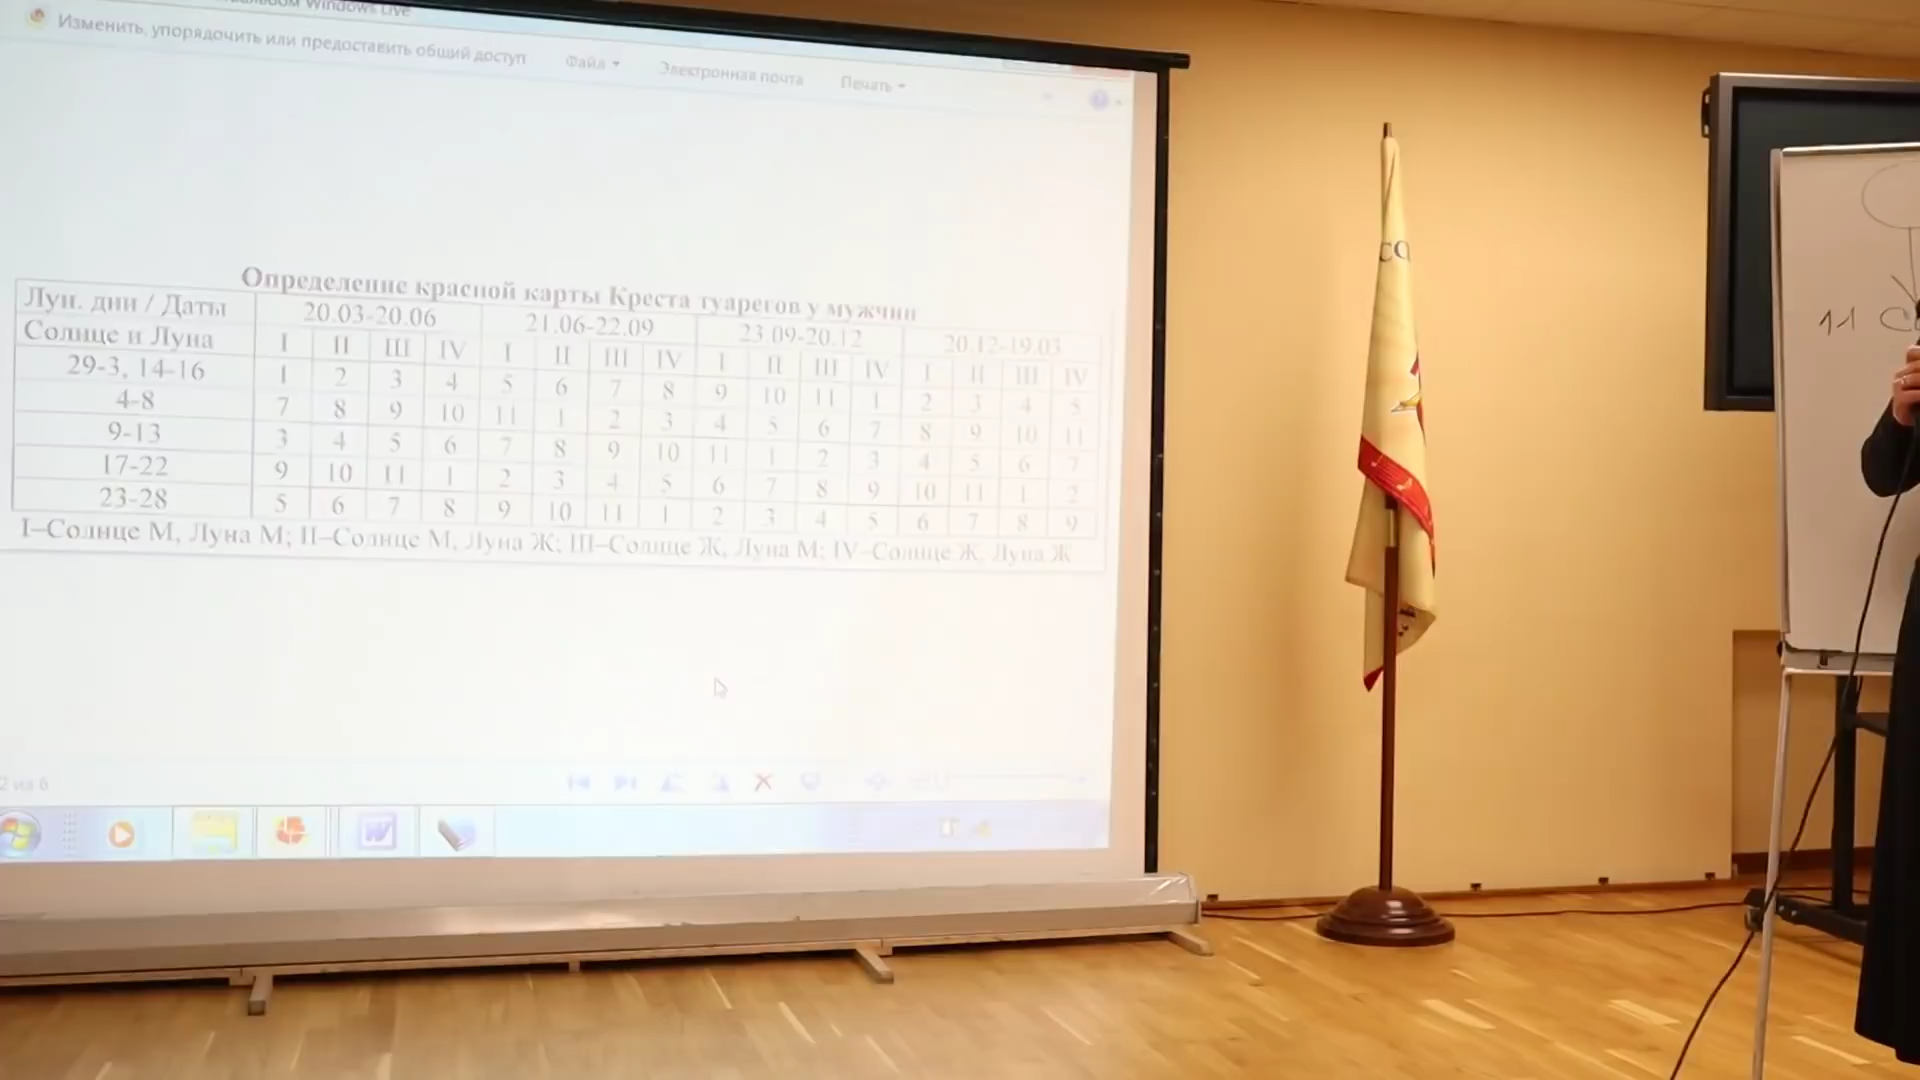 Windows Live
Изменить, упорядочить или предоставить общий доступ Файл Электронная почта Печать
Определение красной карты Креста туарегов у мужчин
Лун. дни / Даты 20.03-20.06 21.06-22.09 23.09-20.12 20.12-19.03
Солнце и Луна I II III IV I II III IV I II III IV I II III IV
29-3, 14-16 1 2 3 4 5 6 7 8 9 10 11 1 2 3 4 5
4-8 7 8 9 10 11 1 2 3 4 5 6 7 8 9 10 11
9-13 3 4 5 6 7 8 9 10 11 1 2 3 4 5 6 7
17-22 9 10 11 1 2 3 4 5 6 7 8 9 10 11 1 2
23-28 5 6 7 8 9 10 11 1 2 3 4 5 6 7 8 9
I–Солнце М, Луна М; II–Солнце М, Луна Ж; III–Солнце Ж, Луна М; IV–Солнце Ж, Луна Ж
2 из 6
W
СО
11 С